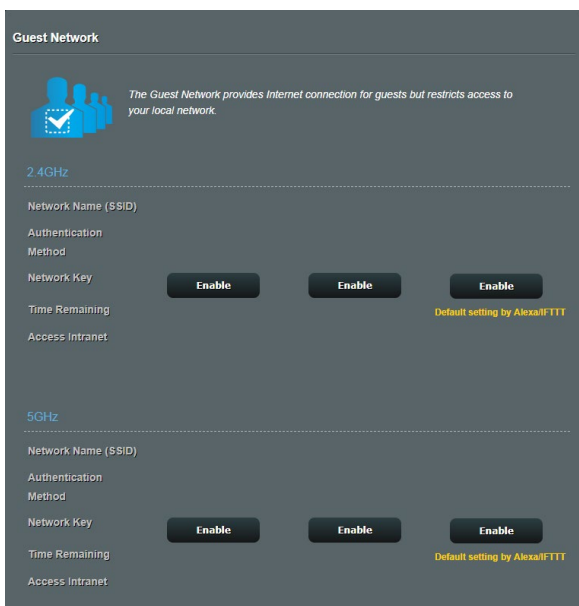 Guest Network
The Guest Network provides Internet connection for guests but restricts access to
your local network.
2.4GHz
Network Name (SSID)
Authentication
Method
Network Key
Enable
Enable
Enable
Time Remaining
Default setting by Alexa/IFTTT
Access Intranet
5GHz
Network Name (SSID)
Authentication
Method
Network Key
Enable
Enable
Enable
Time Remaining
Default setting by Alexa/IFTTT
Access Intranet